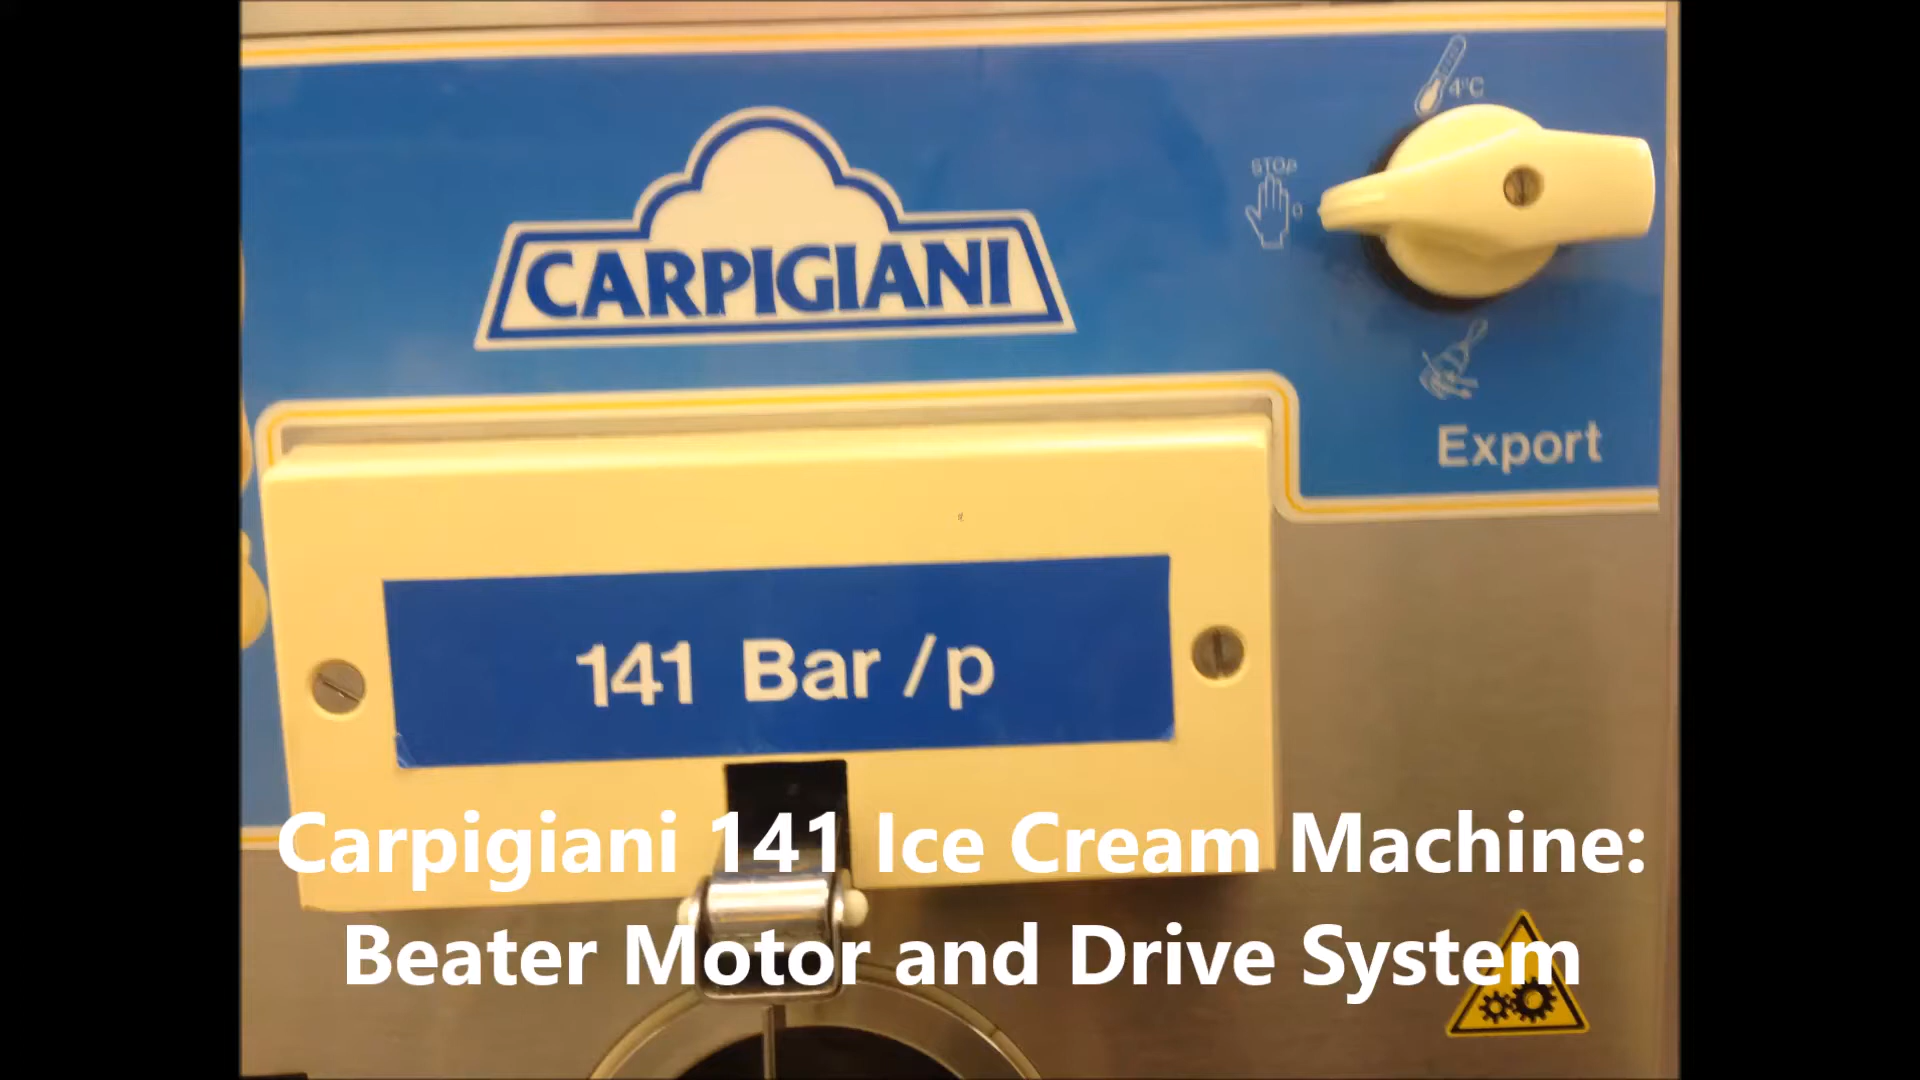 4°C
STOP
0
CARPIGIANI
Export
141 Bar /p
Carpigiani 141 Ice Cream Machine:
Beater Motor and Drive System